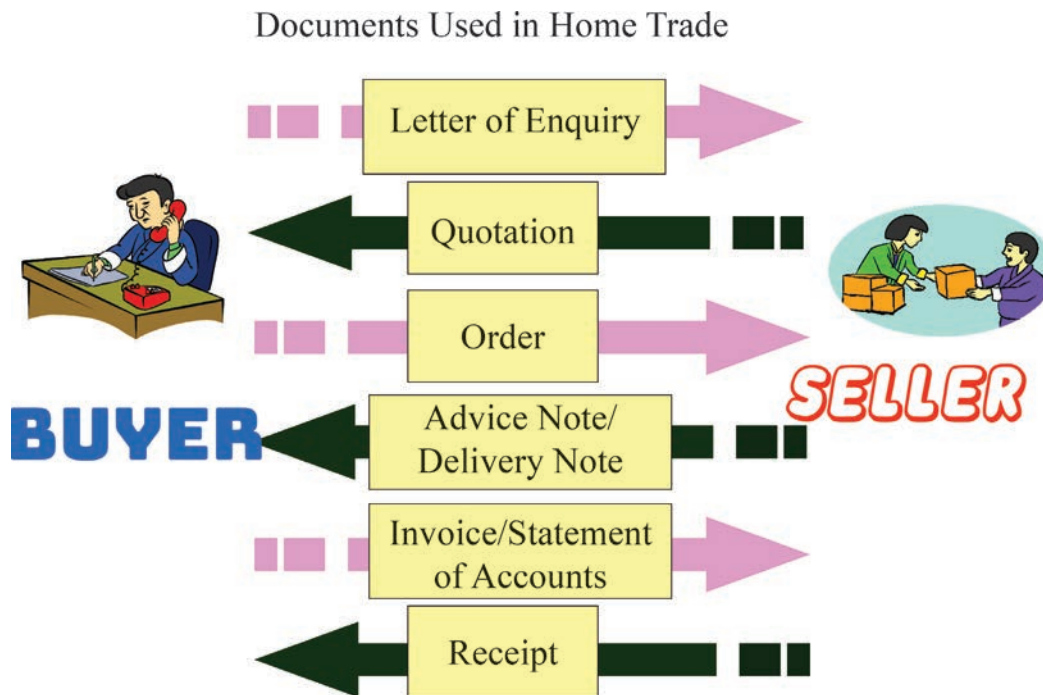 Documents Used in Home Trade
Letter of Enquiry
Quotation
Order
BUYER
SELLER
Advice Note/
Delivery Note
Invoice/Statement
of Accounts
Receipt